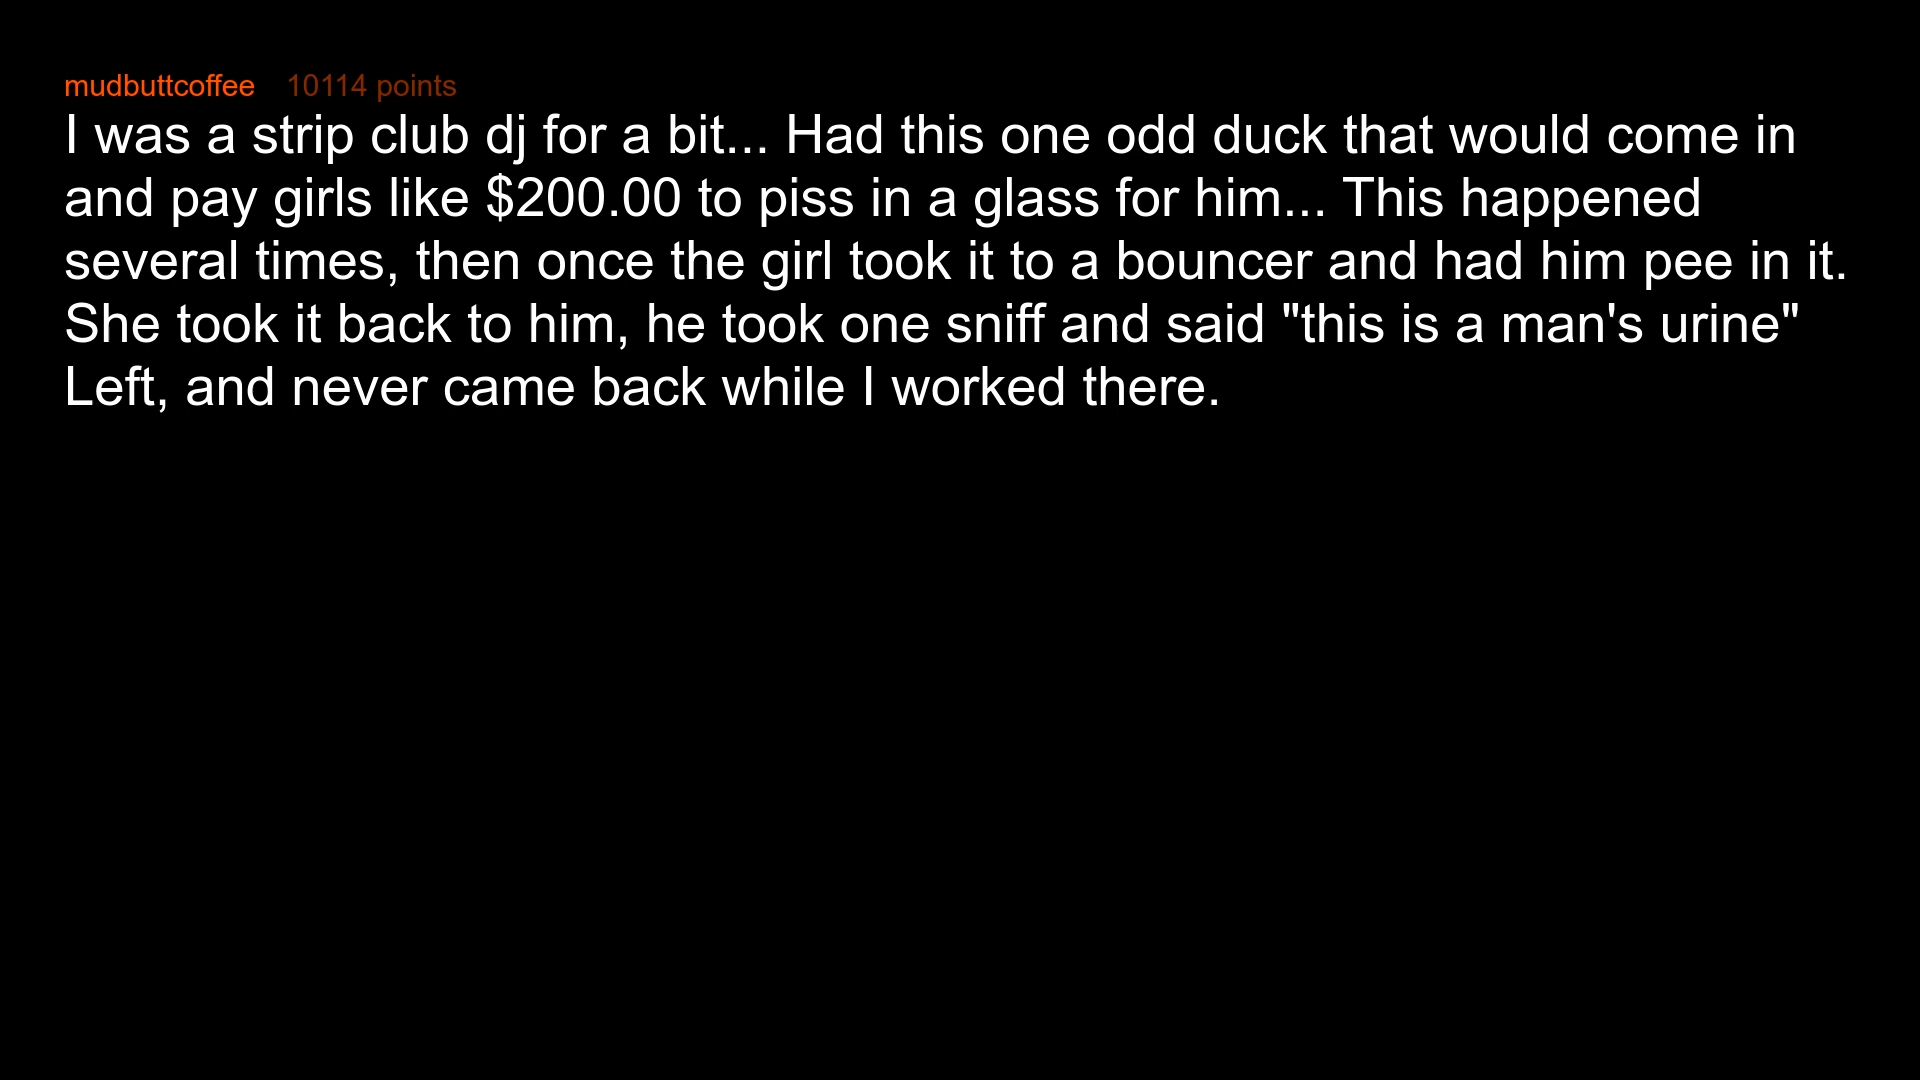 mudbuttcoffee 10114 points
I was a strip club dj for a bit... Had this one odd duck that would come in
and pay girls like $200.00 to piss in a glass for him... This happened
several times, then once the girl took it to a bouncer and had him pee in it.
She took it back to him, he took one sniff and said "this is a man's urine"
Left, and never came back while I worked there.